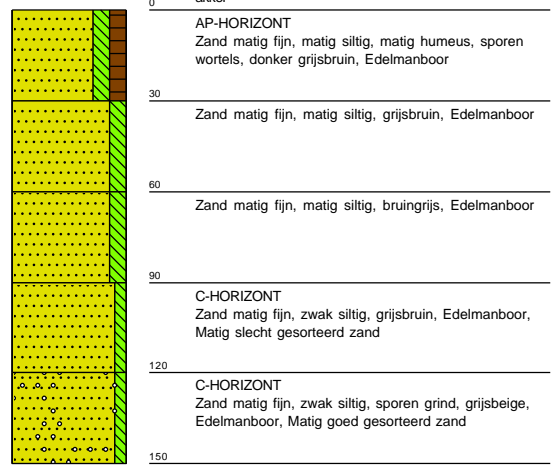 0
akker
AP-HORIZONT
Zand matig fijn, matig siltig, matig humeus, sporen
wortels, donker grijsbruin, Edelmanboor
30
Zand matig fijn, matig siltig, grijsbruin, Edelmanboor
60
Zand matig fijn, matig siltig, bruingrijs, Edelmanboor
90
C-HORIZONT
Zand matig fijn, zwak siltig, grijsbruin, Edelmanboor,
Matig slecht gesorteerd zand
120
C-HORIZONT
Zand matig fijn, zwak siltig, sporen grind, grijsbeige,
Edelmanboor, Matig goed gesorteerd zand
150